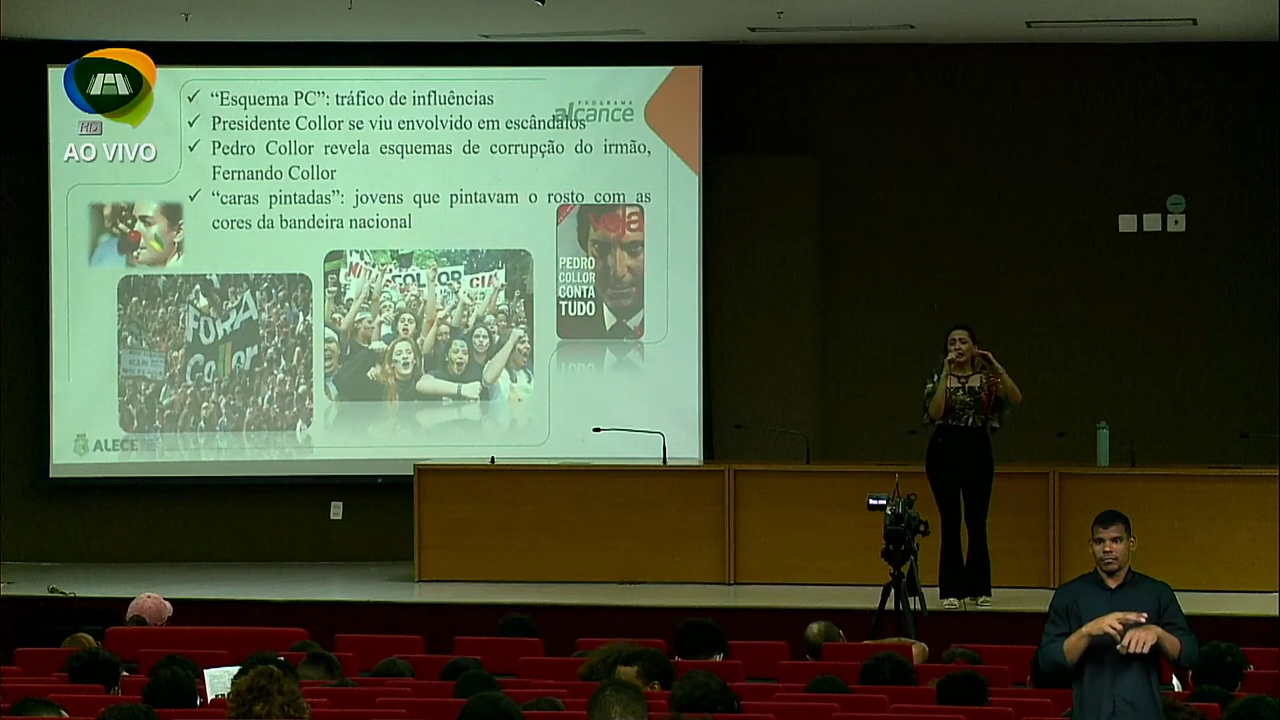 HD
AO VIVO
✓ “Esquema PC”: tráfico de influências
PROGRAMA
alcance
✓ Presidente Collor se viu envolvido em escândalos
✓ Pedro Collor revela esquemas de corrupção do irmão,
Fernando Collor
✓ “caras pintadas”: jovens que pintavam o rosto com as
cores da bandeira nacional
veja
PEDRO
COLLOR
CONTA
TUDO
COLLOR
CIA
FORA
Collor
ALECE